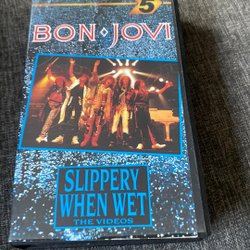 5
BON JOVI
SLIPPERY
WHEN WET
THE VIDEOS